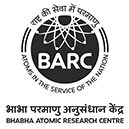 राष्ट्र की सेवा में परमाणु
BARC
ATOMS IN THE SERVICE OF THE NATION
भाभा परमाणु अनुसंधान केंद्र
BHABHA ATOMIC RESEARCH CENTRE